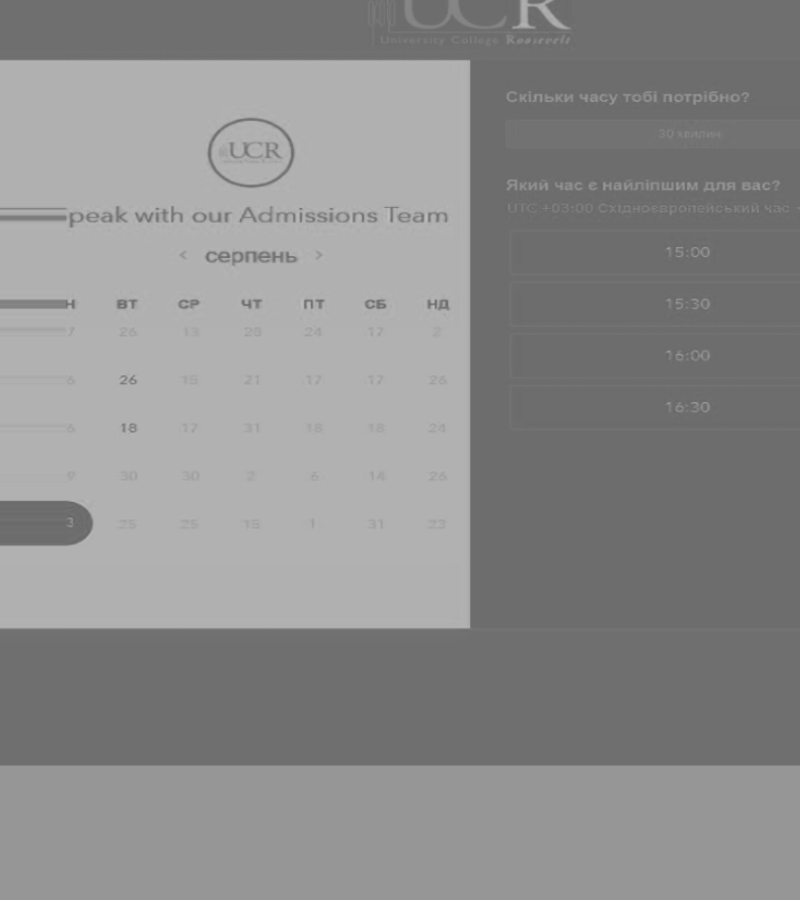 UCR
University College Roosevelt
UCR
peak with our Admissions Team
< серпень >
Н ВТ СР ЧТ ПТ СБ НД
7 26 13 28 24 17 2
6 26 15 21 17 17 26
6 18 17 31 18 18 24
9 30 30 2 6 14 26
3 25 25 15 1 31 23
Скільки часу тобі потрібно?
30 хвилин
Який час є найліпшим для вас?
UTC +03:00 Східноєвропейський час
15:00
15:30
16:00
16:30